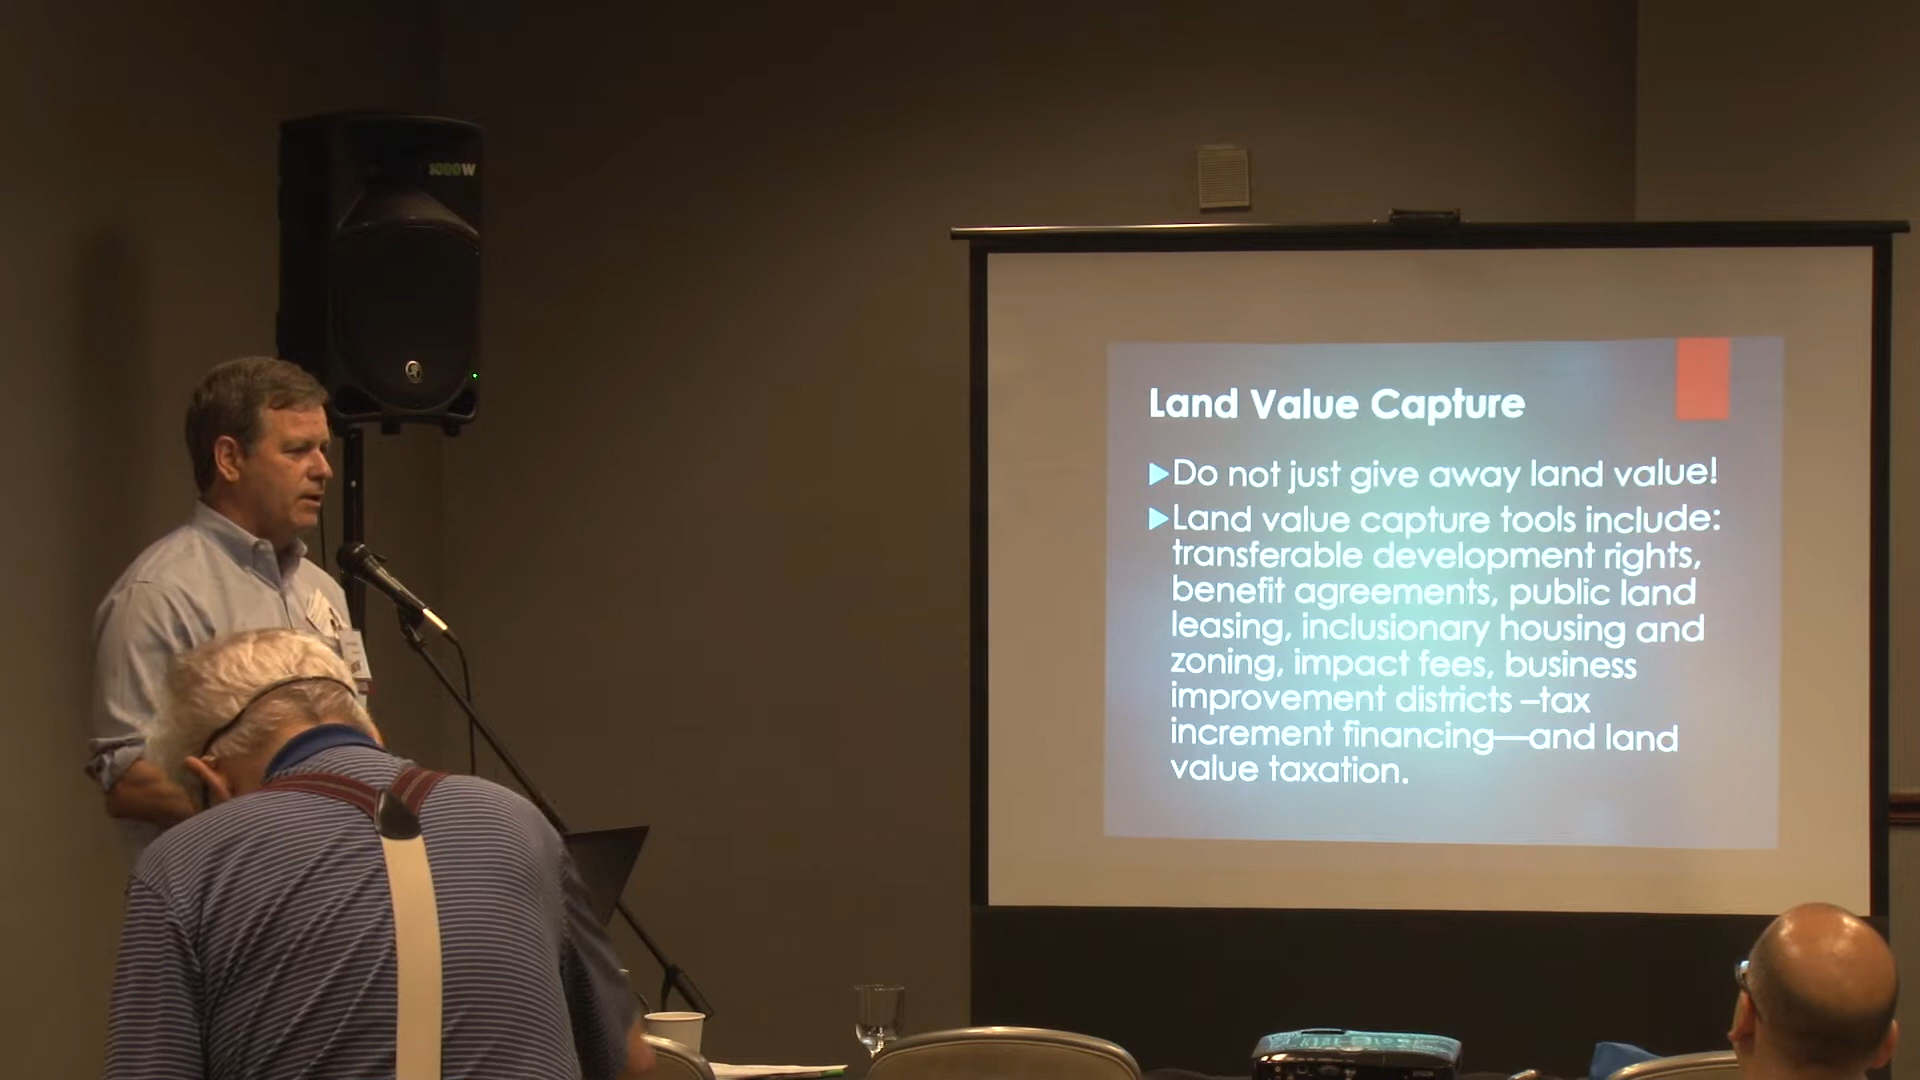 1000W
Land Value Capture
Do not just give away land value!
Land value capture tools include:
transferable development rights,
benefit agreements, public land
leasing, inclusionary housing and
zoning, impact fees, business
improvement districts –tax
increment financing—and land
value taxation.